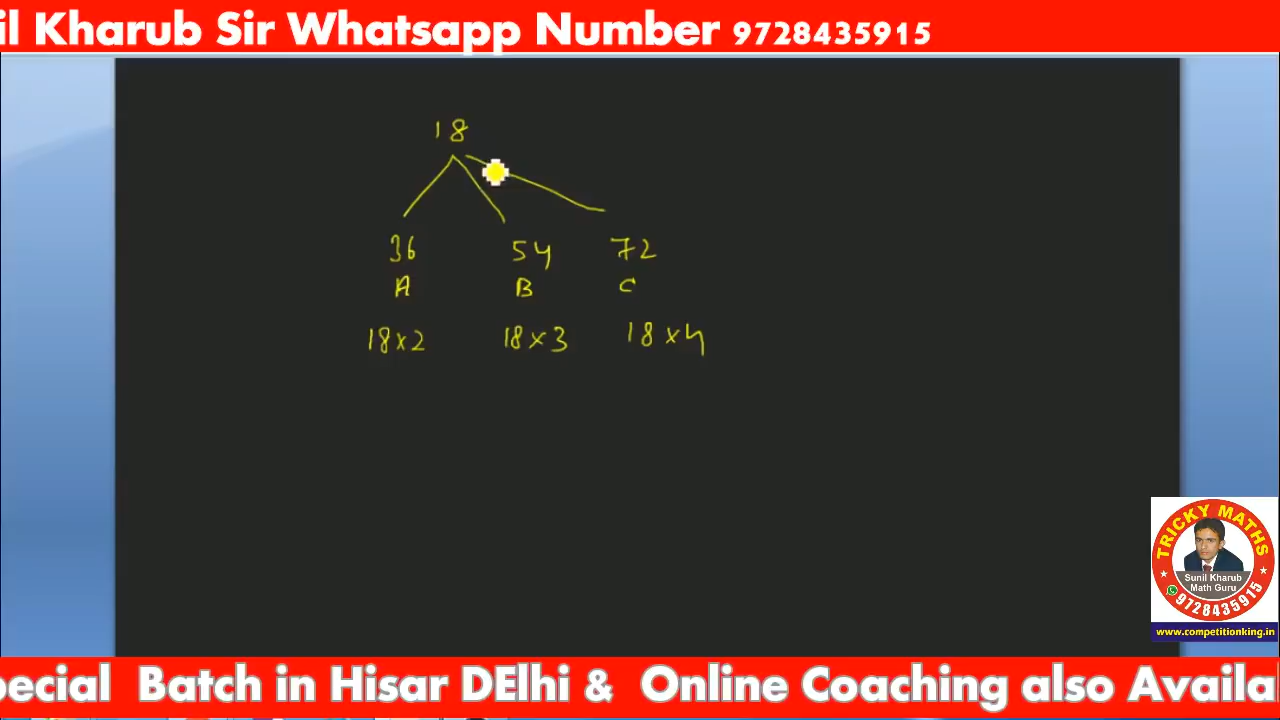 il Kharub Sir Whatsapp Number 9728435915
18
36 54 72
A B C
18×2 18×3 18×4
TRICKY MATHS
Sunil Kharub
Math Guru
9728435915
www.competitionking.in
pecial Batch in Hisar DElhi & Online Coaching also Availa